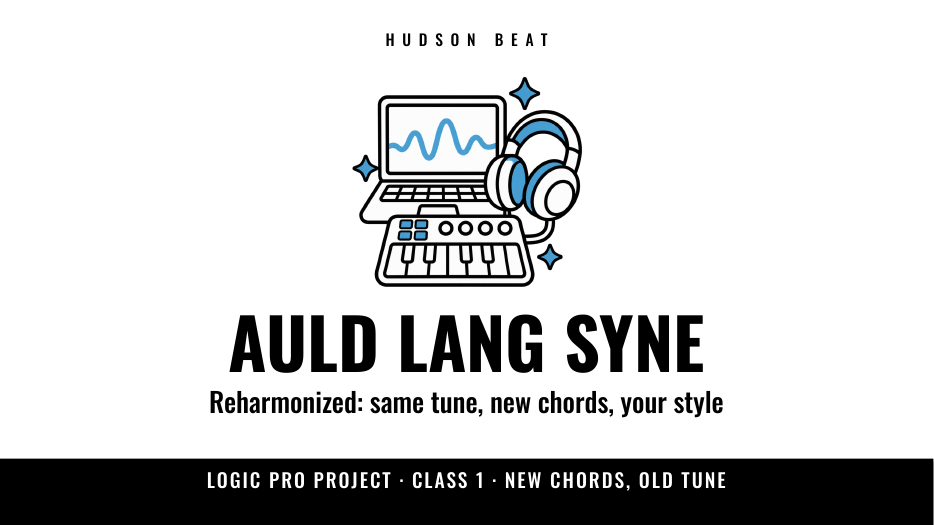 HUDSON BEAT
AULD LANG SYNE
Reharmonized: same tune, new chords, your style
LOGIC PRO PROJECT · CLASS 1 · NEW CHORDS, OLD TUNE